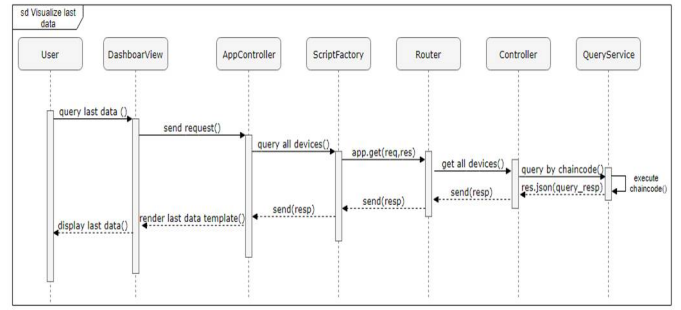 sd Visualize last
data
User
DashboarView
AppController
ScriptFactory
Router
Controller
QueryService
query last data ()
send request()
query all devices()
app.get(req,res)
get all devices()
query by chaincode()
execute
chaincode()
res.json(query_resp)
send(resp)
send(resp)
send(resp)
render last data template()
display last data()